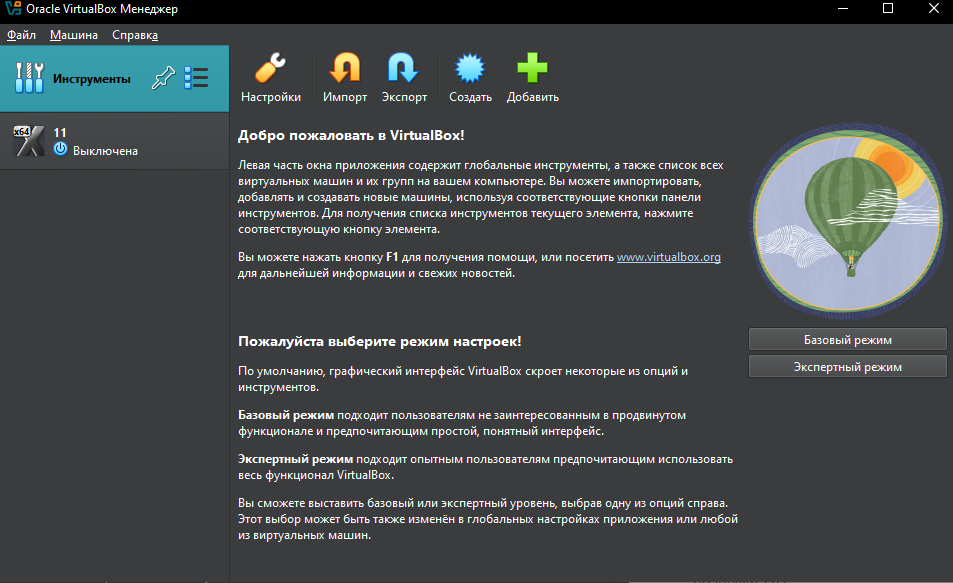 Oracle VirtualBox Менеджер
Файл Машина Справка
Инструменты
Настройки Импорт Экспорт Создать Добавить
x64
11
Выключена
Добро пожаловать в VirtualBox!
Левая часть окна приложения содержит глобальные инструменты, а также список всех
виртуальных машин и их групп на вашем компьютере. Вы можете импортировать,
добавлять и создавать новые машины, используя соответствующие кнопки панели
инструментов. Для получения списка инструментов текущего элемента, нажмите
соответствующую кнопку элемента.
Вы можете нажать кнопку F1 для получения помощи, или посетить www.virtualbox.org
для дальнейшей информации и свежих новостей.
Пожалуйста выберите режим настроек!
По умолчанию, графический интерфейс VirtualBox скроет некоторые из опций и
инструментов.
Базовый режим подходит пользователям не заинтересованным в продвинутом
функционале и предпочитающим простой, понятный интерфейс.
Экспертный режим подходит опытным пользователям предпочитающим использовать
весь функционал VirtualBox.
Вы сможете выставить базовый или экспертный уровень, выбрав одну из опций справа.
Этот выбор может быть также изменён в глобальных настройках приложения или любой
из виртуальных машин.
Базовый режим
Экспертный режим